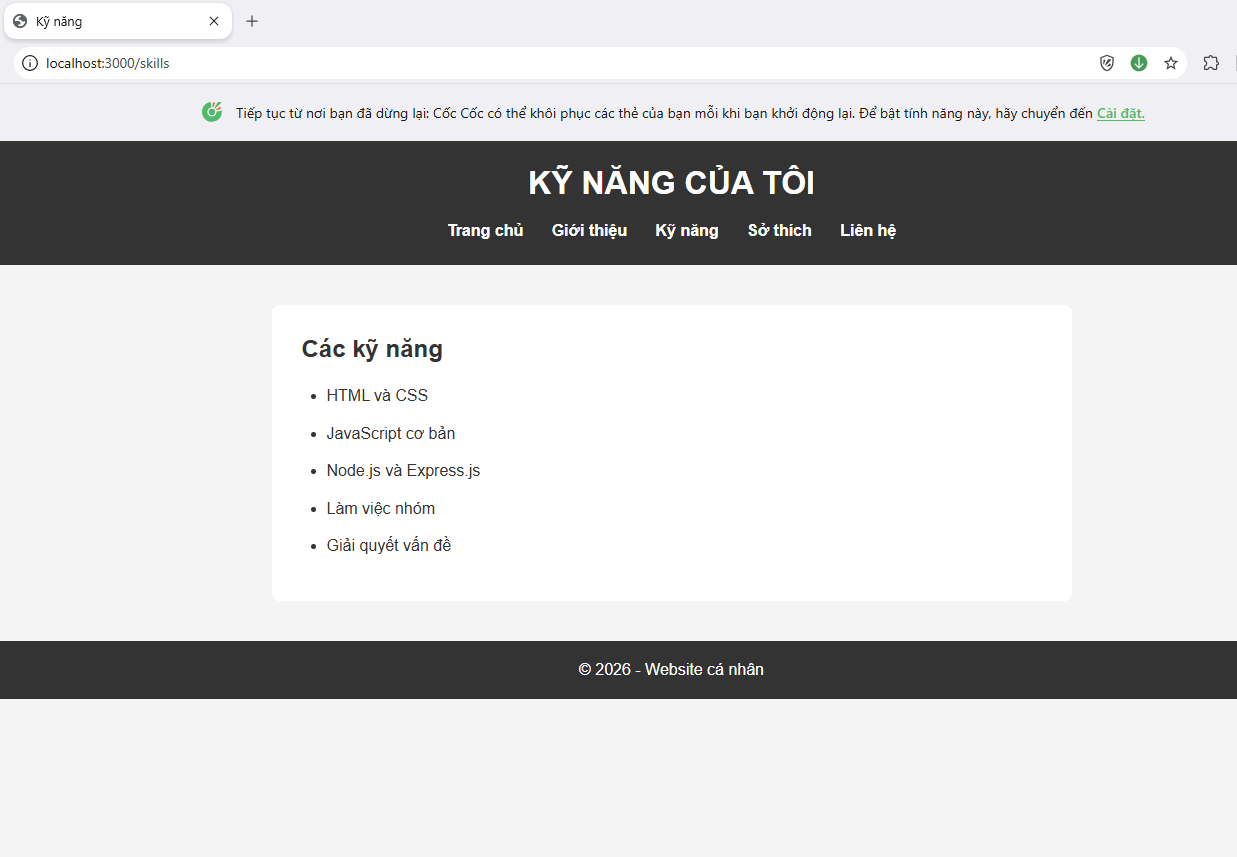 Kỹ năng
localhost:3000/skills
Tiếp tục từ nơi bạn đã dừng lại: Cốc Cốc có thể khôi phục các thẻ của bạn mỗi khi bạn khởi động lại. Để bật tính năng này, hãy chuyển đến Cài đặt.
KỸ NĂNG CỦA TÔI
Trang chủ Giới thiệu Kỹ năng Sở thích Liên hệ
Các kỹ năng
HTML và CSS
JavaScript cơ bản
Node.js và Express.js
Làm việc nhóm
Giải quyết vấn đề
© 2026 - Website cá nhân